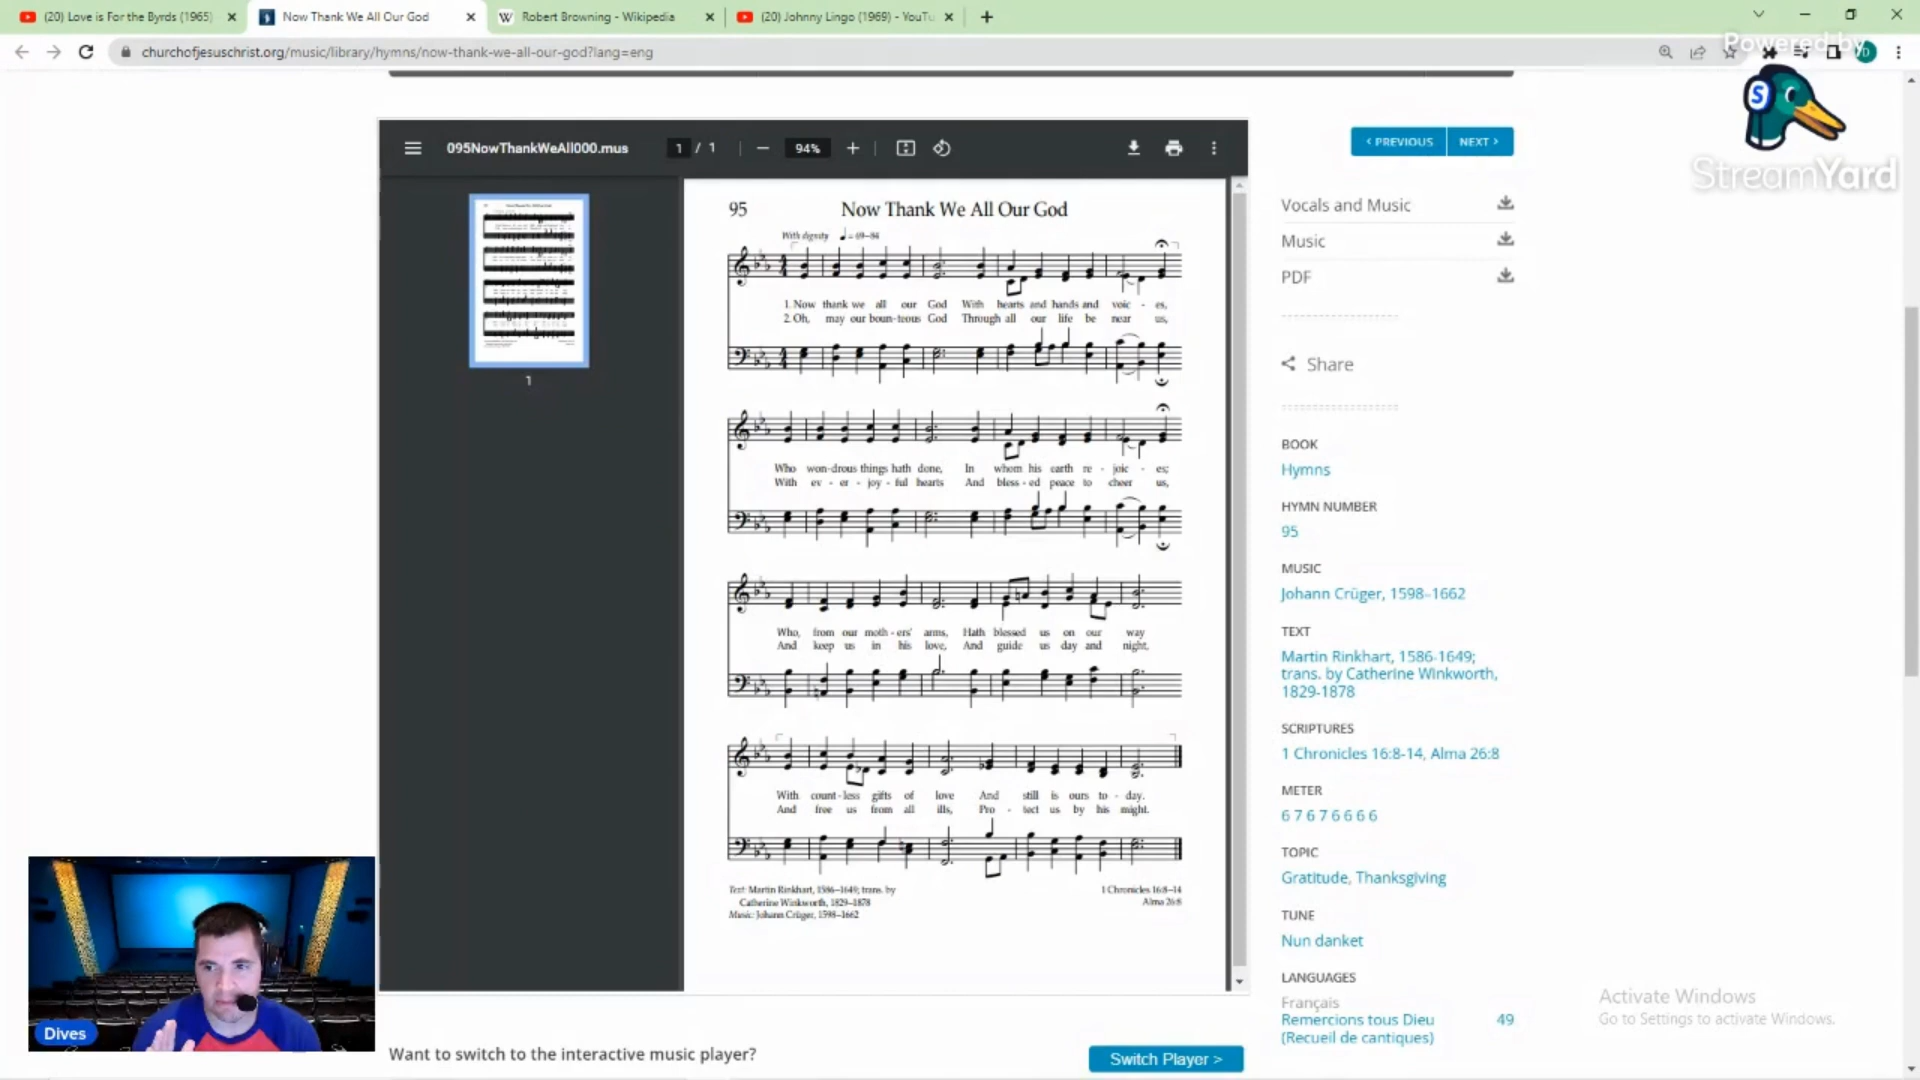 (20) Love is For the Byrds (1965)
Now Thank We All Our God
Robert Browning - Wikipedia
(20) Johnny Lingo (1969) - YouTu
churchofjesuschrist.org/music/library/hymns/now-thank-we-all-our-god?lang=eng
Powered by
StreamYard
095NowThankWeAll000.mus
1 / 1
94%
1
< PREVIOUS
NEXT >
95
Now Thank We All Our God
With dignity ♩ = 69–84
1. Now thank we all our God With hearts and hands and voic - es,
2. Oh, may our boun-teous God Through all our life be near us,
Who won-drous things hath done, In whom his earth re - joic - es;
With ev - er - joy - ful hearts And bless - ed peace to cheer us,
Who, from our moth - ers' arms, Hath blessed us on our way
And keep us in his love, And guide us day and night,
With count - less gifts of love And still is ours to - day.
And free us from all ills, Pro - tect us by his might.
Text: Martin Rinkhart, 1586–1649; trans. by
Catherine Winkworth, 1829–1878
Music: Johann Crüger, 1598–1662
1 Chronicles 16:8–14
Alma 26:8
Vocals and Music
Music
PDF
Share
BOOK
Hymns
HYMN NUMBER
95
MUSIC
Johann Crüger, 1598–1662
TEXT
Martin Rinkhart, 1586-1649;
trans. by Catherine Winkworth,
1829-1878
SCRIPTURES
1 Chronicles 16:8-14, Alma 26:8
METER
6 7 6 7 6 6 6 6
TOPIC
Gratitude, Thanksgiving
TUNE
Nun danket
LANGUAGES
Français
Remercions tous Dieu 49
(Recueil de cantiques)
Activate Windows
Go to Settings to activate Windows.
Dives
Want to switch to the interactive music player?
Switch Player >